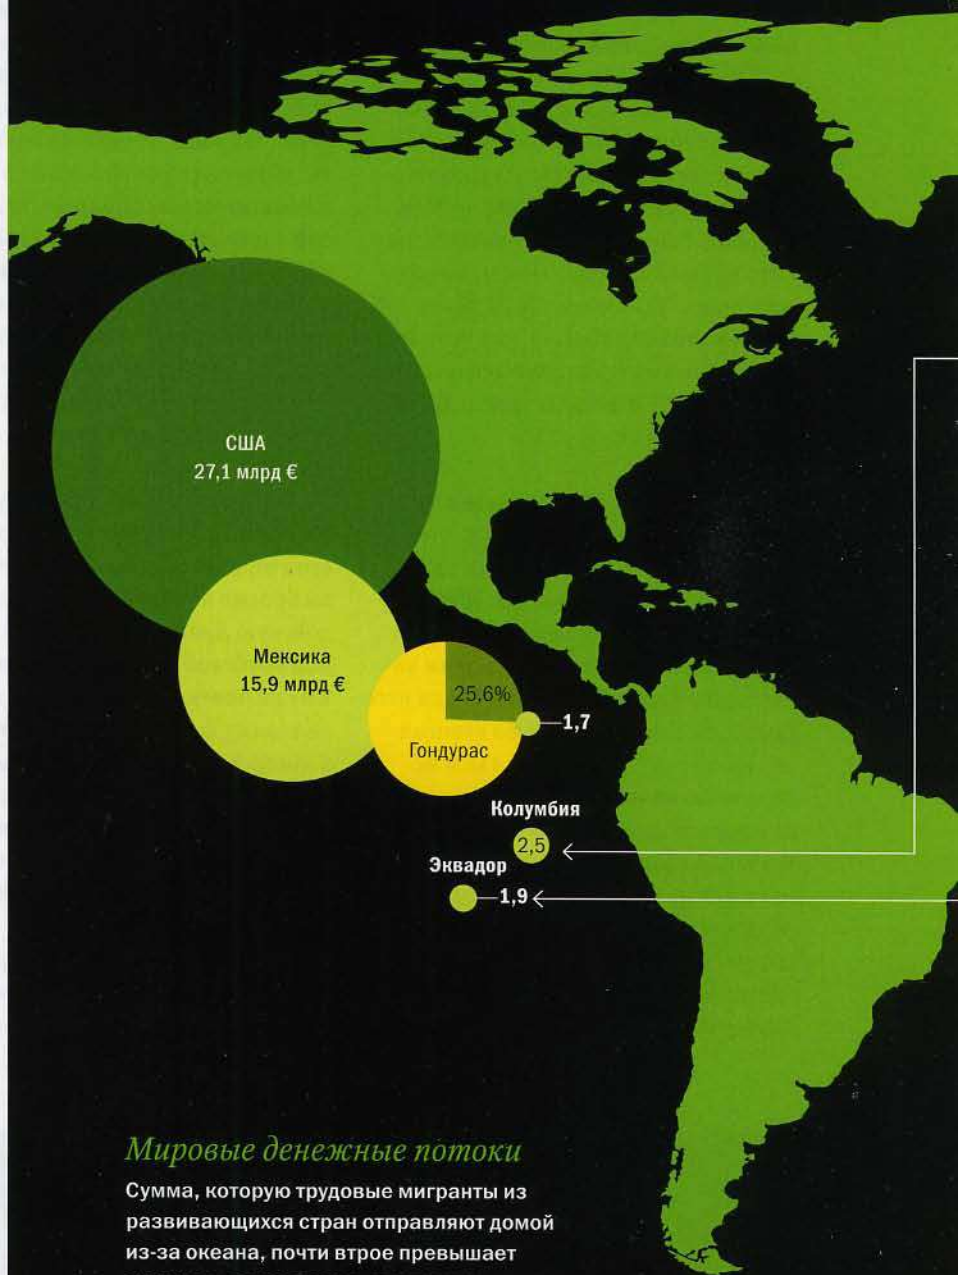 США
27,1 млрд €
Мексика
15,9 млрд €
25,6%
1,7
Гондурас
Колумбия
2,5
Эквадор
1,9
Мировые денежные потоки
Сумма, которую трудовые мигранты из
развивающихся стран отправляют домой
из-за океана, почти втрое превышает